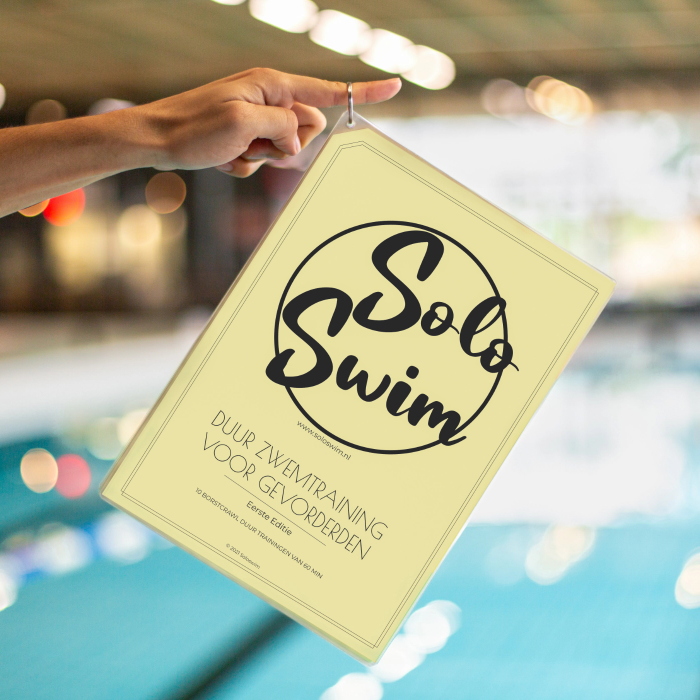 Solo
Swim
www.soloswim.nl
DUUR ZWEMTRAINING
VOOR GEVORDERDEN
Eerste Editie
10 BORSTCRAWL DUUR TRAININGEN VAN 60 MIN
© 2021 Soloswim